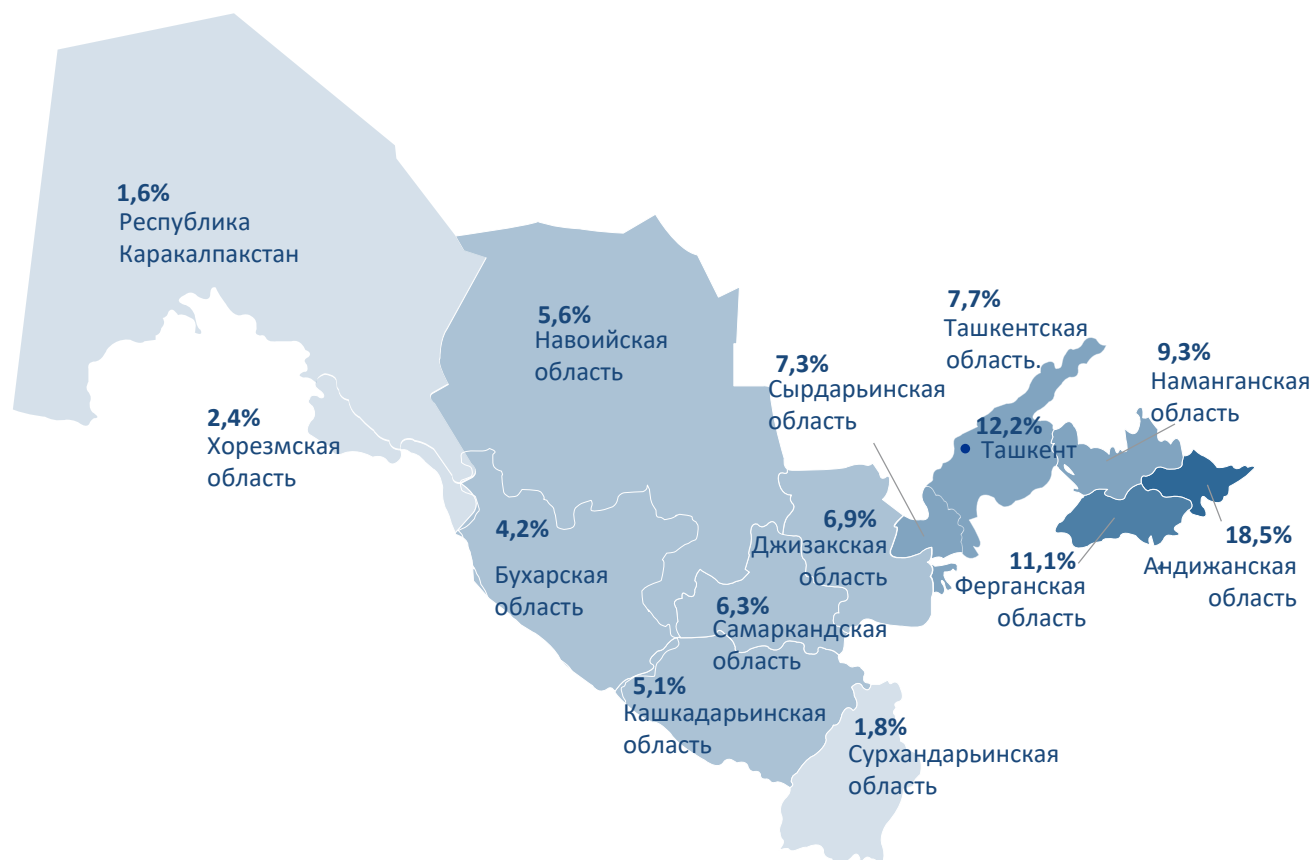 1,6%
Республика
Каракалпакстан
2,4%
Хорезмская
область
5,6%
Навоийская
область
4,2%
Бухарская
область
7,3%
Сырдарьинская
область
7,7%
Ташкентская
область.
9,3%
Наманганская
область
12,2%
Ташкент
6,9%
Джизакская
область
6,3%
Самаркандская
область
5,1%
Кашкадарьинская
область
1,8%
Сурхандарьинская
область
11,1%
Ферганская
область
18,5%
Андижанская
область